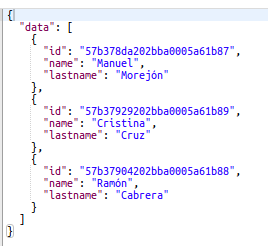 {
"data": [
{
"id": "57b378da202bba0005a61b87",
"name": "Manuel",
"lastname": "Morejón"
},
{
"id": "57b37929202bba0005a61b89",
"name": "Cristina",
"lastname": "Cruz"
},
{
"id": "57b37904202bba0005a61b88",
"name": "Ramón",
"lastname": "Cabrera"
}
]
}